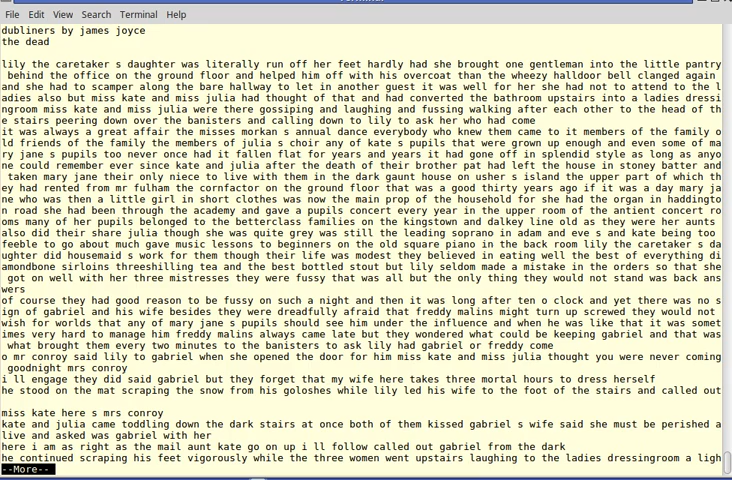 File Edit View Search Terminal Help
dubliners by james joyce
the dead
lily the caretaker s daughter was literally run off her feet hardly had she brought one gentleman into the little pantry
 behind the office on the ground floor and helped him off with his overcoat than the wheezy halldoor bell clanged again
and she had to scamper along the bare hallway to let in another guest it was well for her she had not to attend to the l
adies also but miss kate and miss julia had thought of that and had converted the bathroom upstairs into a ladies dressi
ngroom miss kate and miss julia were there gossiping and laughing and fussing walking after each other to the head of th
e stairs peering down over the banisters and calling down to lily to ask her who had come
it was always a great affair the misses morkan s annual dance everybody who knew them came to it members of the family o
ld friends of the family the members of julia s choir any of kate s pupils that were grown up enough and even some of ma
ry jane s pupils too never once had it fallen flat for years and years it had gone off in splendid style as long as anyo
ne could remember ever since kate and julia after the death of their brother pat had left the house in stoney batter and
 taken mary jane their only niece to live with them in the dark gaunt house on usher s island the upper part of which th
ey had rented from mr fulham the cornfactor on the ground floor that was a good thirty years ago if it was a day mary ja
ne who was then a little girl in short clothes was now the main prop of the household for she had the organ in haddingto
n road she had been through the academy and gave a pupils concert every year in the upper room of the antient concert ro
oms many of her pupils belonged to the betterclass families on the kingstown and dalkey line old as they were her aunts
also did their share julia though she was quite grey was still the leading soprano in adam and eve s and kate being too
feeble to go about much gave music lessons to beginners on the old square piano in the back room lily the caretaker s da
ughter did housemaid s work for them though their life was modest they believed in eating well the best of everything di
amondbone sirloins threeshilling tea and the best bottled stout but lily seldom made a mistake in the orders so that she
 got on well with her three mistresses they were fussy that was all but the only thing they would not stand was back ans
wers
of course they had good reason to be fussy on such a night and then it was long after ten o clock and yet there was no s
ign of gabriel and his wife besides they were dreadfully afraid that freddy malins might turn up screwed they would not
wish for worlds that any of mary jane s pupils should see him under the influence and when he was like that it was somet
imes very hard to manage him freddy malins always came late but they wondered what could be keeping gabriel and that was
 what brought them every two minutes to the banisters to ask lily had gabriel or freddy come
o mr conroy said lily to gabriel when she opened the door for him miss kate and miss julia thought you were never coming
 goodnight mrs conroy
i ll engage they did said gabriel but they forget that my wife here takes three mortal hours to dress herself
he stood on the mat scraping the snow from his goloshes while lily led his wife to the foot of the stairs and called out
miss kate here s mrs conroy
kate and julia came toddling down the dark stairs at once both of them kissed gabriel s wife said she must be perished a
live and asked was gabriel with her
here i am as right as the mail aunt kate go on up i ll follow called out gabriel from the dark
he continued scraping his feet vigorously while the three women went upstairs laughing to the ladies dressingroom a ligh
--More--